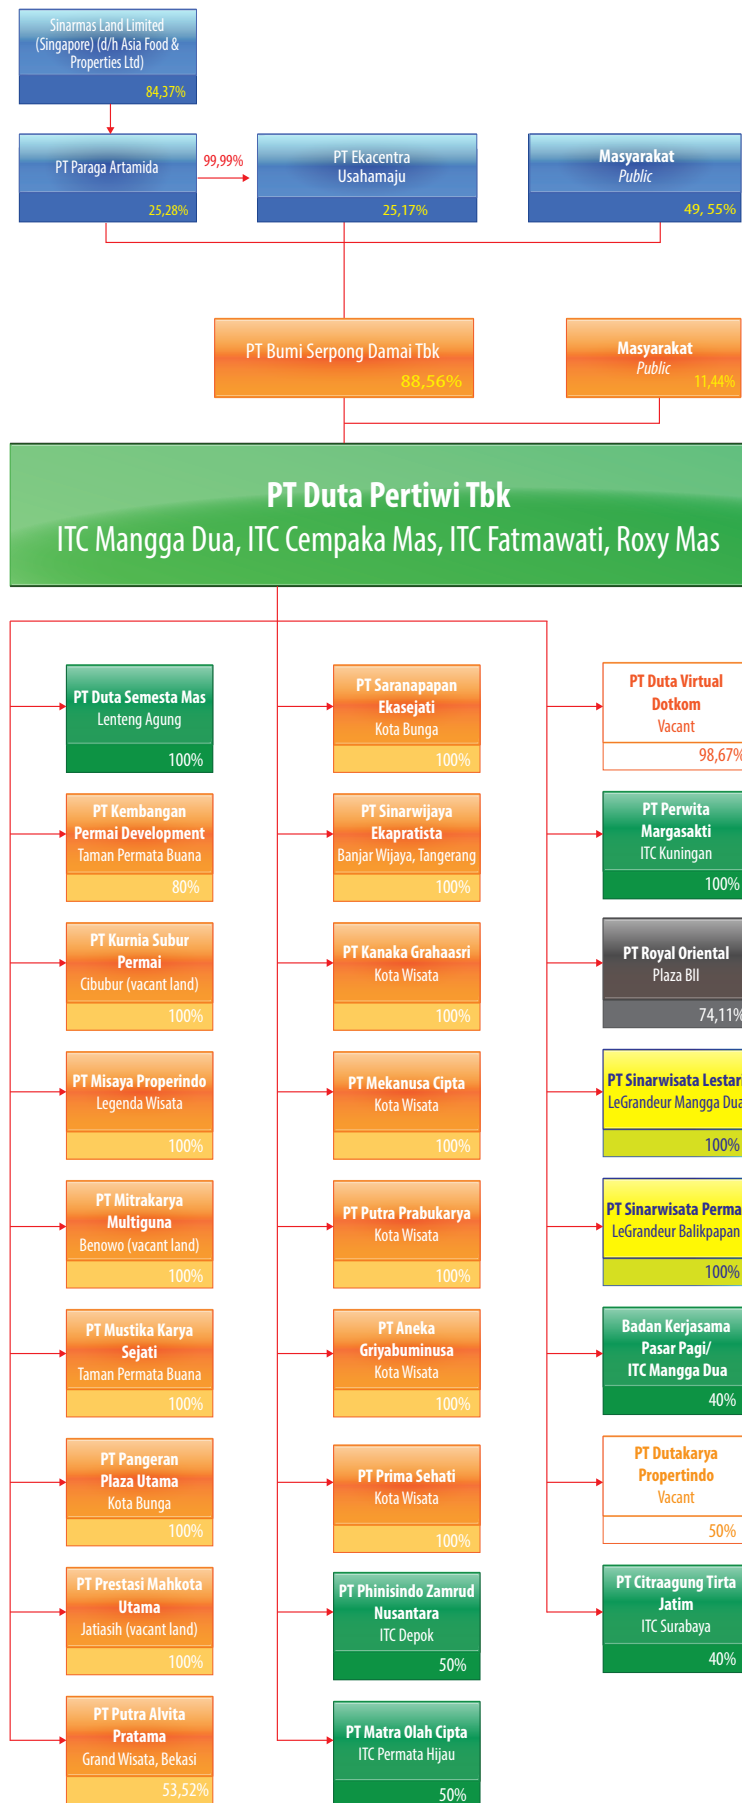 Sinarmas Land Limited
(Singapore) (d/h Asia Food &
Properties Ltd)
84,37%
PT Paraga Artamida
25,28%
99,99%
PT Ekacentra
Usahamaju
25,17%
Masyarakat
Public
49, 55%
PT Bumi Serpong Damai Tbk
88,56%
Masyarakat
Public
11,44%
PT Duta Pertiwi Tbk
ITC Mangga Dua, ITC Cempaka Mas, ITC Fatmawati, Roxy Mas
PT Duta Semesta Mas
Lenteng Agung
100%
PT Kembangan
Permai Development
Taman Permata Buana
80%
PT Kurnia Subur
Permai
Cibubur (vacant land)
100%
PT Misaya Properindo
Legenda Wisata
100%
PT Mitrakarya
Multiguna
Benowo (vacant land)
100%
PT Mustika Karya
Sejati
Taman Permata Buana
100%
PT Pangeran
Plaza Utama
Kota Bunga
100%
PT Prestasi Mahkota
Utama
Jatiasih (vacant land)
100%
PT Putra Alvita
Pratama
Grand Wisata, Bekasi
53,52%
PT Saranapapan
Ekasejati
Kota Bunga
100%
PT Sinarwijaya
Ekapratista
Banjar Wijaya, Tangerang
100%
PT Kanaka Grahaasri
Kota Wisata
100%
PT Mekanusa Cipta
Kota Wisata
100%
PT Putra Prabukarya
Kota Wisata
100%
PT Aneka
Griyabuminusa
Kota Wisata
100%
PT Prima Sehati
Kota Wisata
100%
PT Phinisindo Zamrud
Nusantara
ITC Depok
50%
PT Matra Olah Cipta
ITC Permata Hijau
50%
PT Duta Virtual
Dotkom
Vacant
98,67%
PT Perwita
Margasakti
ITC Kuningan
100%
PT Royal Oriental
Plaza BII
74,11%
PT Sinarwisata Lestari
LeGrandeur Mangga Dua
100%
PT Sinarwisata Perma
LeGrandeur Balikpapan
100%
Badan Kerjasama
Pasar Pagi/
ITC Mangga Dua
40%
PT Dutakarya
Propertindo
Vacant
50%
PT Citraagung Tirta
Jatim
ITC Surabaya
40%